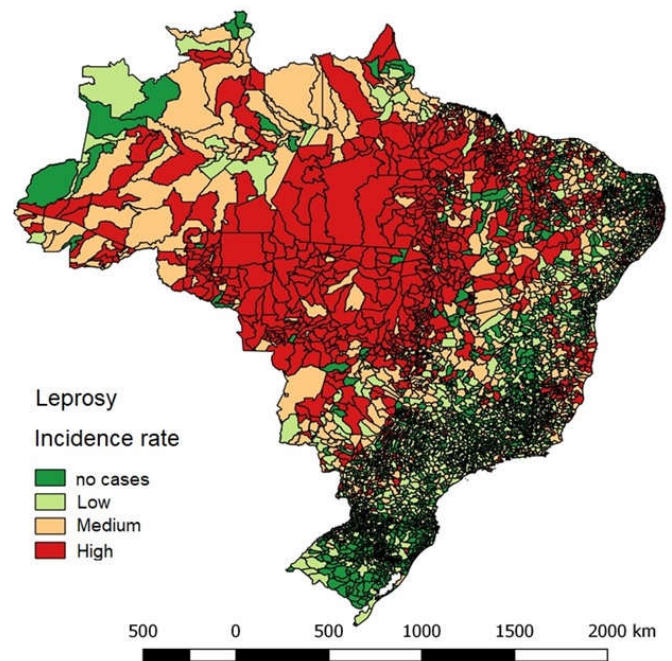 Leprosy
Incidence rate
no cases
Low
Medium
High
500 0 500 1000 1500 2000 km